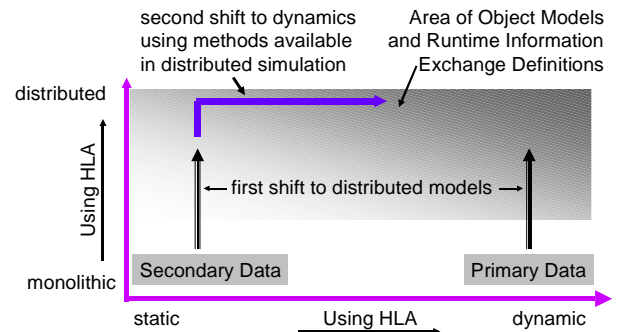 second shift to dynamics
using methods available
in distributed simulation
Area of Object Models
and Runtime Information
Exchange Definitions
distributed
Using HLA
first shift to distributed models
monolithic
Secondary Data
Primary Data
static
Using HLA
dynamic